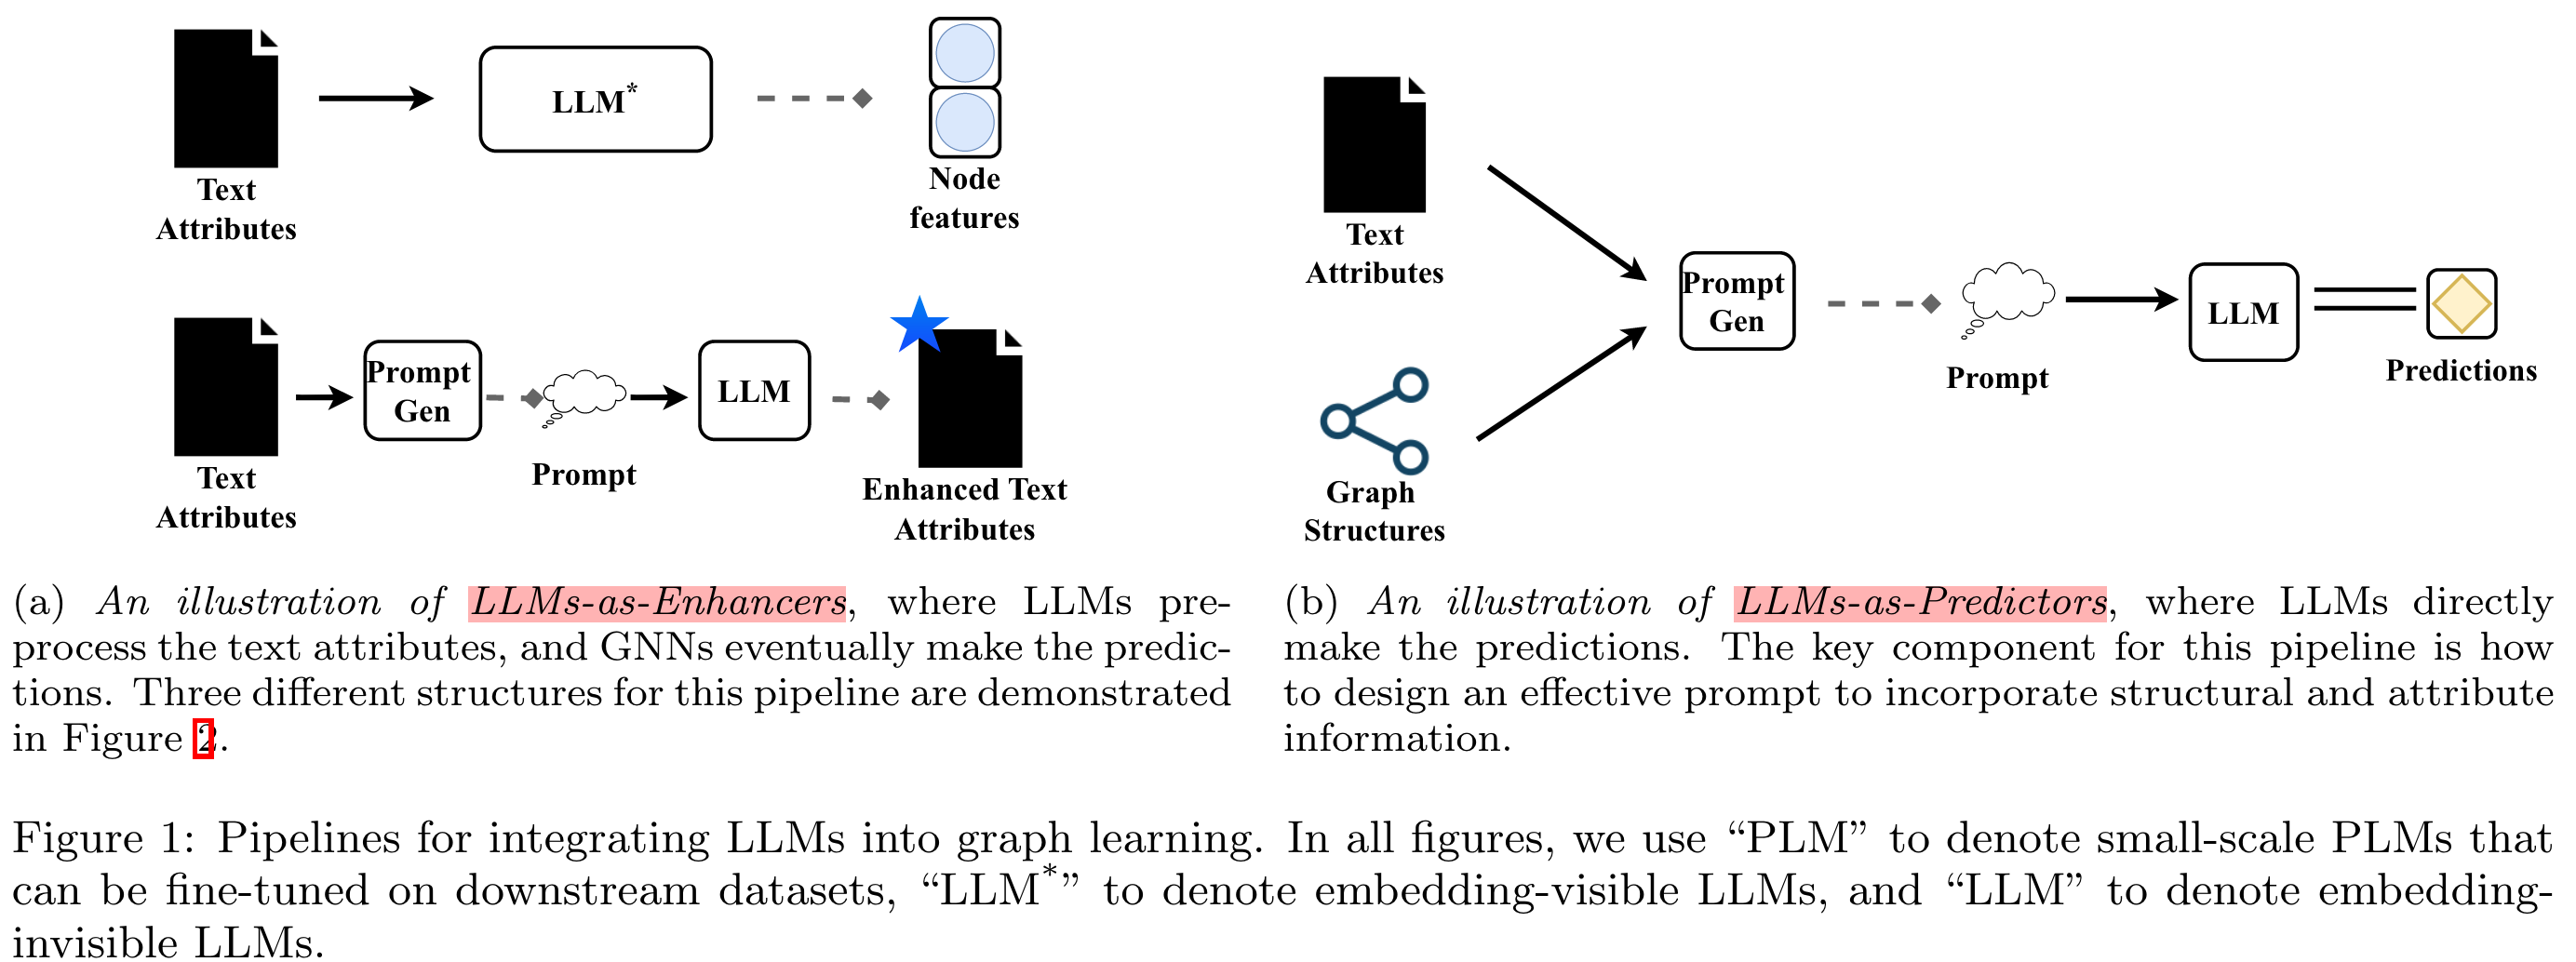 LLM*
Text
Attributes
Node
features
Prompt
Gen
LLM
Text
Attributes
Prompt
Enhanced Text
Attributes
(a) An illustration of LLMs-as-Enhancers, where LLMs pre-
process the text attributes, and GNNs eventually make the predic-
tions. Three different structures for this pipeline are demonstrated
in Figure 2.
Text
Attributes
Prompt
Gen
LLM
Prompt
Predictions
Graph
Structures
(b) An illustration of LLMs-as-Predictors, where LLMs directly
make the predictions. The key component for this pipeline is how
to design an effective prompt to incorporate structural and attribute
information.
Figure 1: Pipelines for integrating LLMs into graph learning. In all figures, we use “PLM” to denote small-scale PLMs that
can be fine-tuned on downstream datasets, “LLM*” to denote embedding-visible LLMs, and “LLM” to denote embedding-
invisible LLMs.